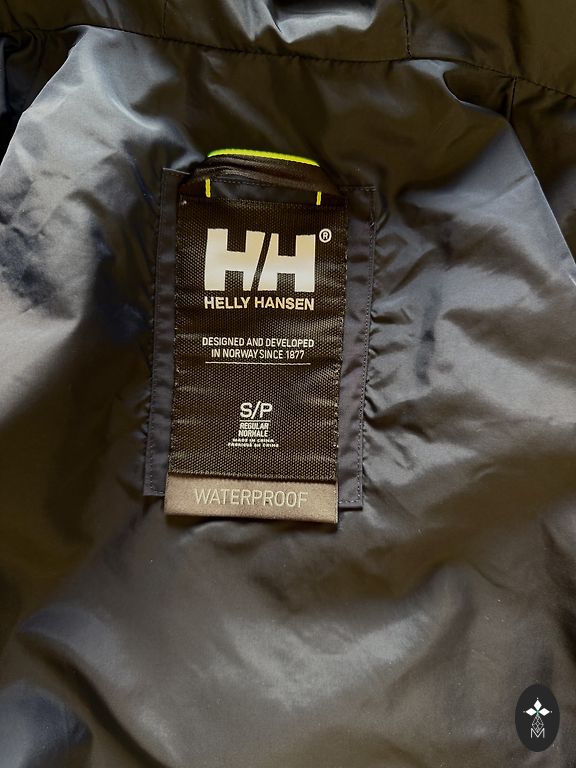 HH®
HELLY HANSEN
DESIGNED AND DEVELOPED
IN NORWAY SINCE 1877
S/P
REGULAR
NORMALE
MADE IN CHINA
FABRIQUÉ EN CHINE
WATERPROOF
M